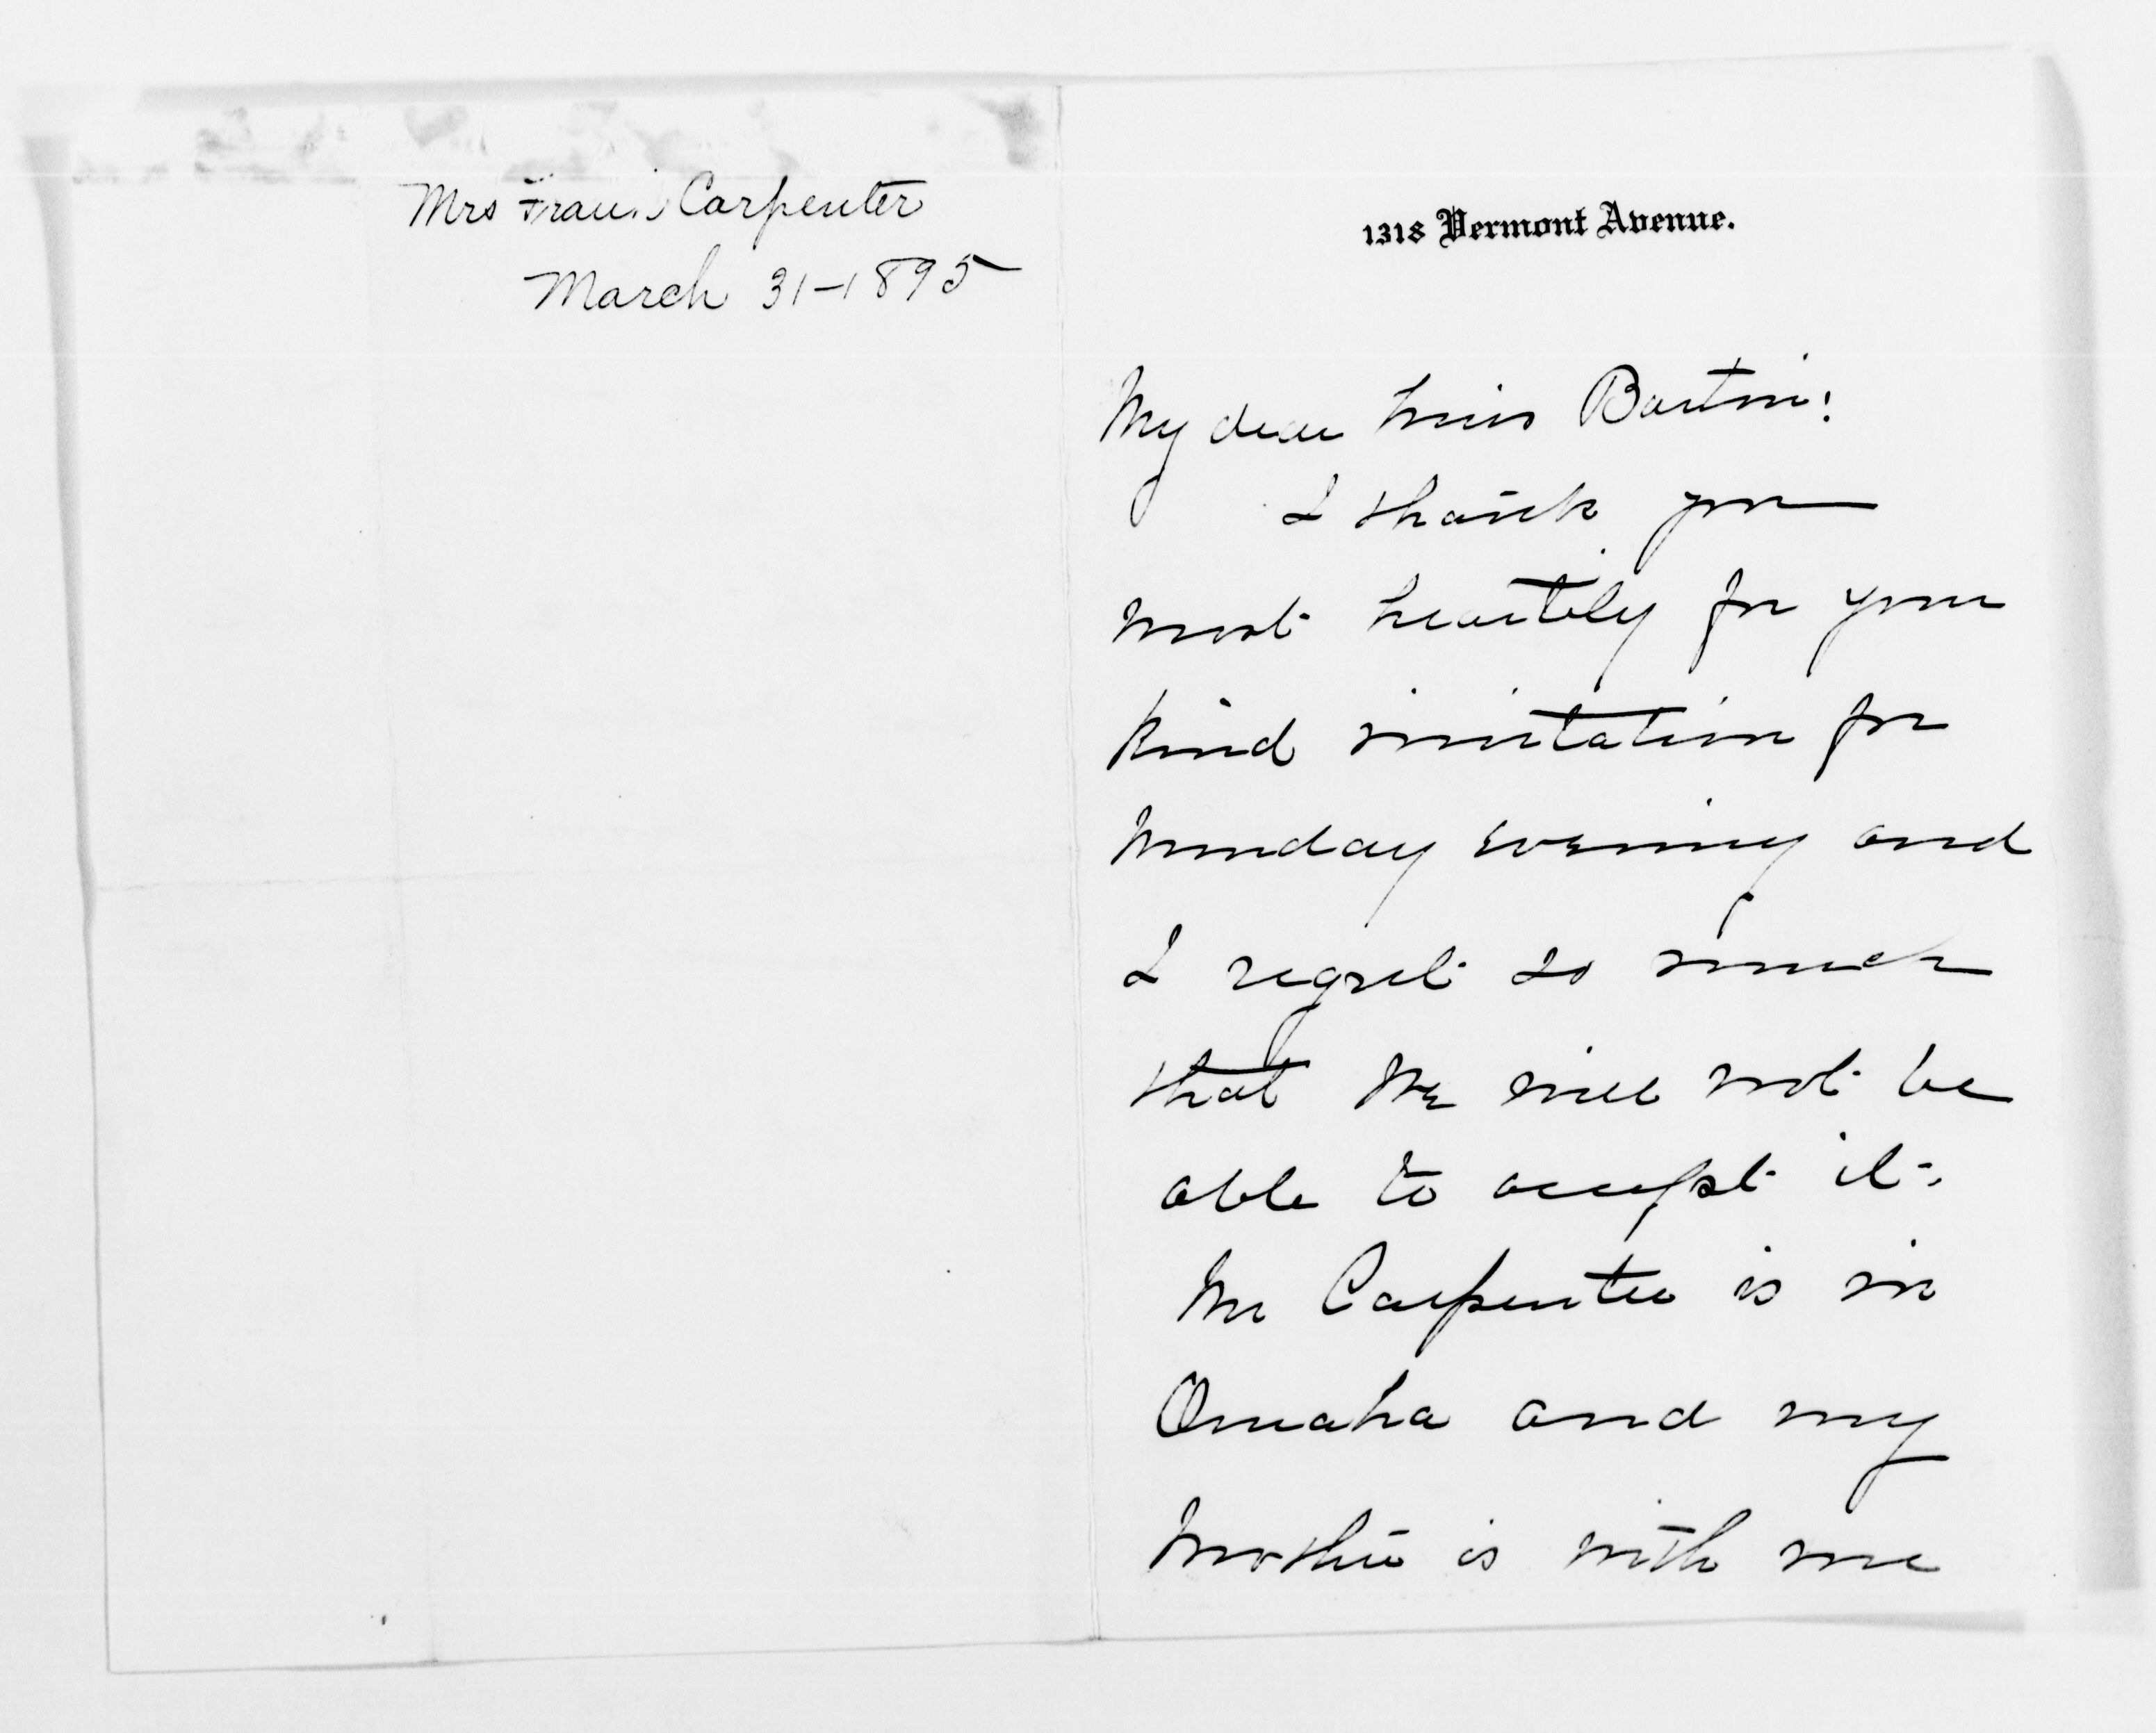 Mrs Frank Carpenter
March 31-1895
1318 Vermont Avenue.
My dear Miss Barton:
I thank you
most heartily for your
kind invitation for
Monday evening and
I regret so much
that we will not be
able to accept it.
Mr Carpenter is in
Omaha and my
Mother is with me